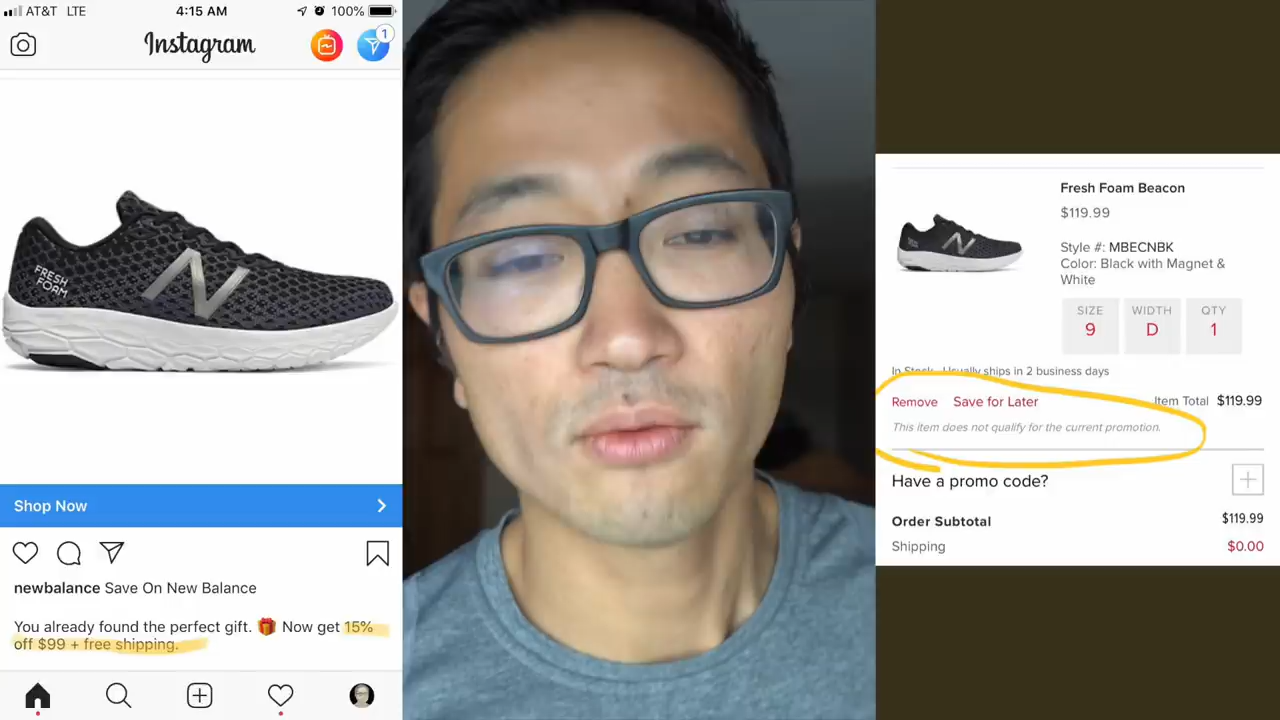 AT&T LTE 4:15 AM 100%
Instagram
1
FRESH
FOAM
N
Shop Now
newbalance Save On New Balance
You already found the perfect gift. 🎁 Now get 15%
off $99 + free shipping.
Fresh Foam Beacon
$119.99
Style #: MBECNBK
Color: Black with Magnet &
White
SIZE WIDTH QTY
9 D 1
In Stock - Usually ships in 2 business days
Remove Save for Later Item Total $119.99
This item does not qualify for the current promotion.
Have a promo code?
Order Subtotal $119.99
Shipping $0.00